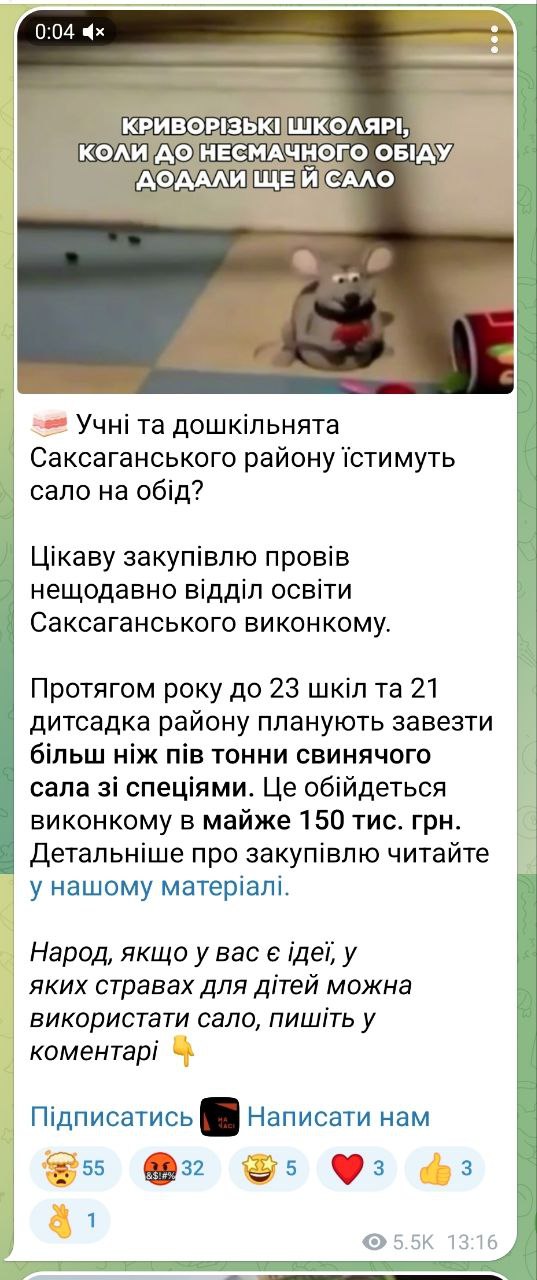 0:04
КРИВОРІЗЬКІ ШКОЛЯРІ,
КОЛИ ДО НЕСМАЧНОГО ОБІДУ
ДОДАЛИ ЩЕ Й САЛО
Учні та дошкільнята
Саксаганського району їстимуть
сало на обід?
Цікаву закупівлю провів
нещодавно відділ освіти
Саксаганського виконкому.
Протягом року до 23 шкіл та 21
дитсадка району планують завезти
більш ніж пів тонни свинячого
сала зі спеціями. Це обійдеться
виконкому в майже 150 тис. грн.
Детальніше про закупівлю читайте
у нашому матеріалі.
Народ, якщо у вас є ідеї, у
яких стравах для дітей можна
використати сало, пишіть у
коментарі 👇
Підписатись НА ЧАСІ Написати нам
55 &$!#% 32 5 3 3
1
5.5K 13:16